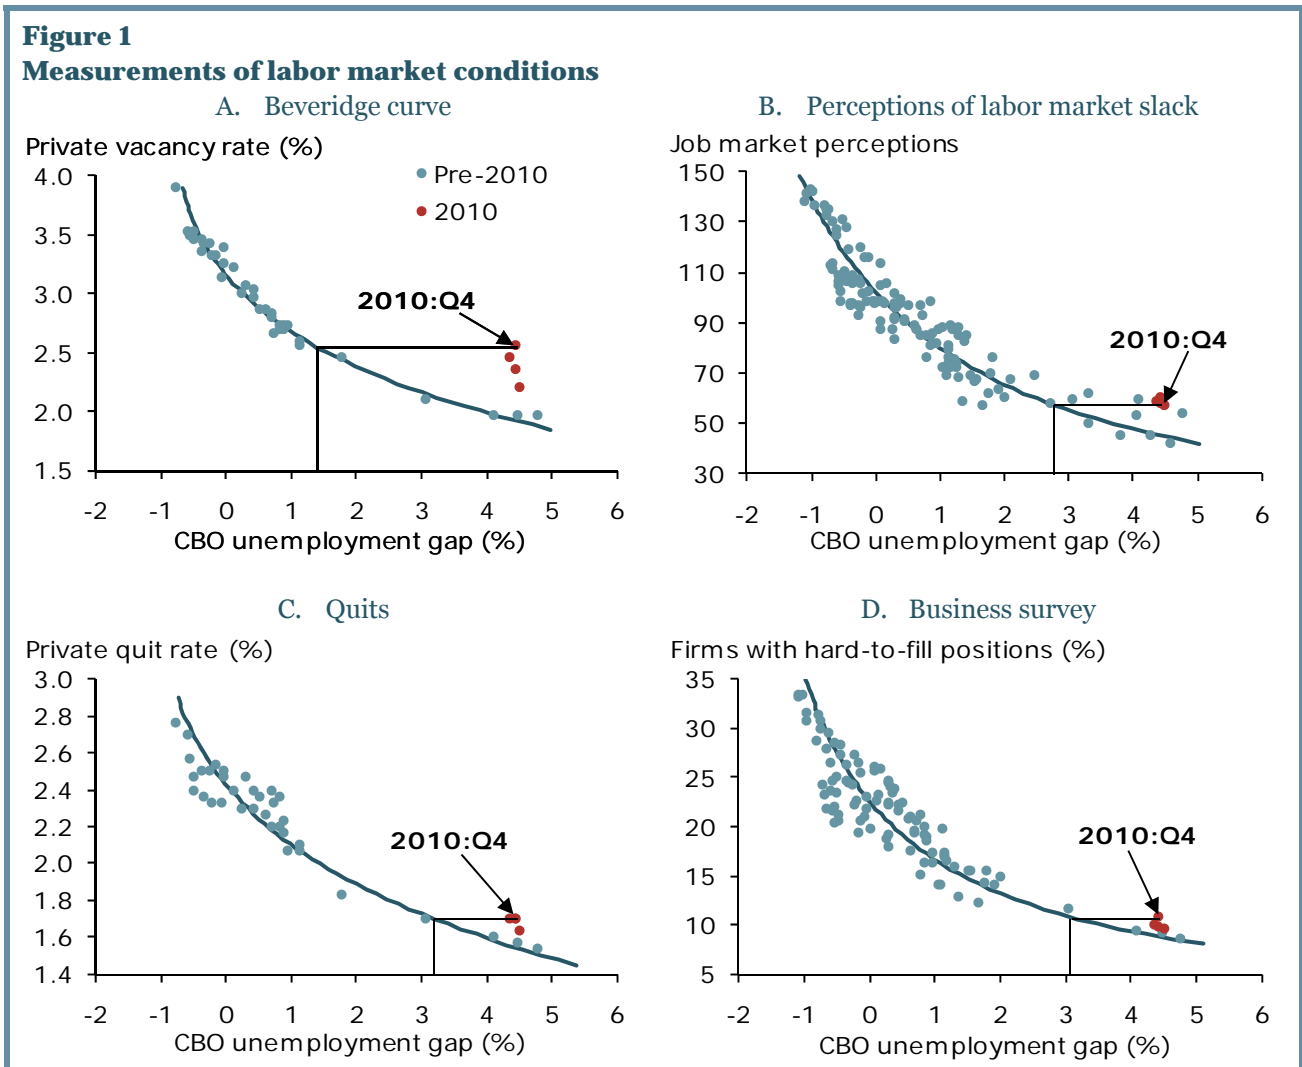 Figure 1
Measurements of labor market conditions
A. Beveridge curve
Private vacancy rate (%)
Pre-2010
2010
2010:Q4
4.0
3.5
3.0
2.5
2.0
1.5
-2 -1 0 1 2 3 4 5 6
CBO unemployment gap (%)
B. Perceptions of labor market slack
Job market perceptions
150
130
110
90
70
50
30
2010:Q4
-2 -1 0 1 2 3 4 5 6
CBO unemployment gap (%)
C. Quits
Private quit rate (%)
3.0
2.8
2.6
2.4
2.2
2.0
1.8
1.6
1.4
2010:Q4
-2 -1 0 1 2 3 4 5 6
CBO unemployment gap (%)
D. Business survey
Firms with hard-to-fill positions (%)
35
30
25
20
15
10
5
2010:Q4
-2 -1 0 1 2 3 4 5 6
CBO unemployment gap (%)